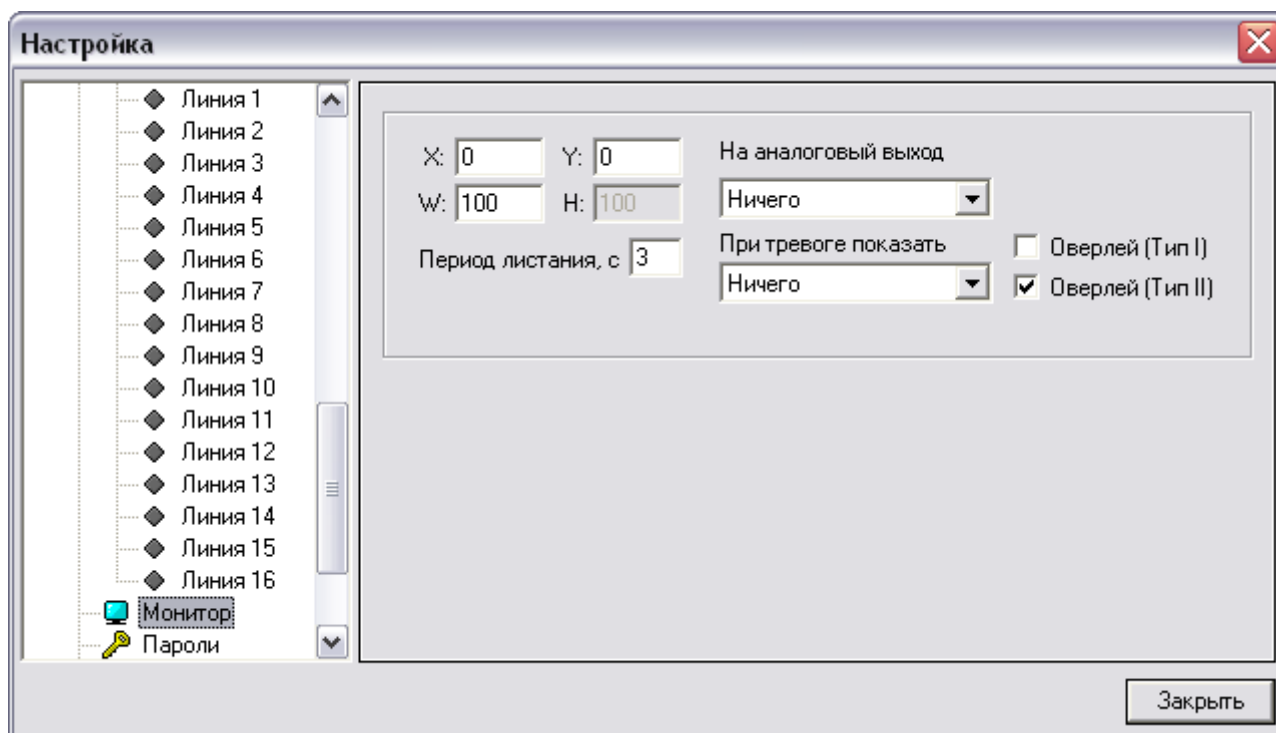 Настройка
Линия 1
Линия 2
Линия 3
Линия 4
Линия 5
Линия 6
Линия 7
Линия 8
Линия 9
Линия 10
Линия 11
Линия 12
Линия 13
Линия 14
Линия 15
Линия 16
Монитор
Пароли
X: 0 Y: 0
W: 100 H: 100
Период листания, с 3
На аналоговый выход
Ничего
При тревоге показать
Ничего
Оверлей (Тип I)
Оверлей (Тип II)
Закрыть